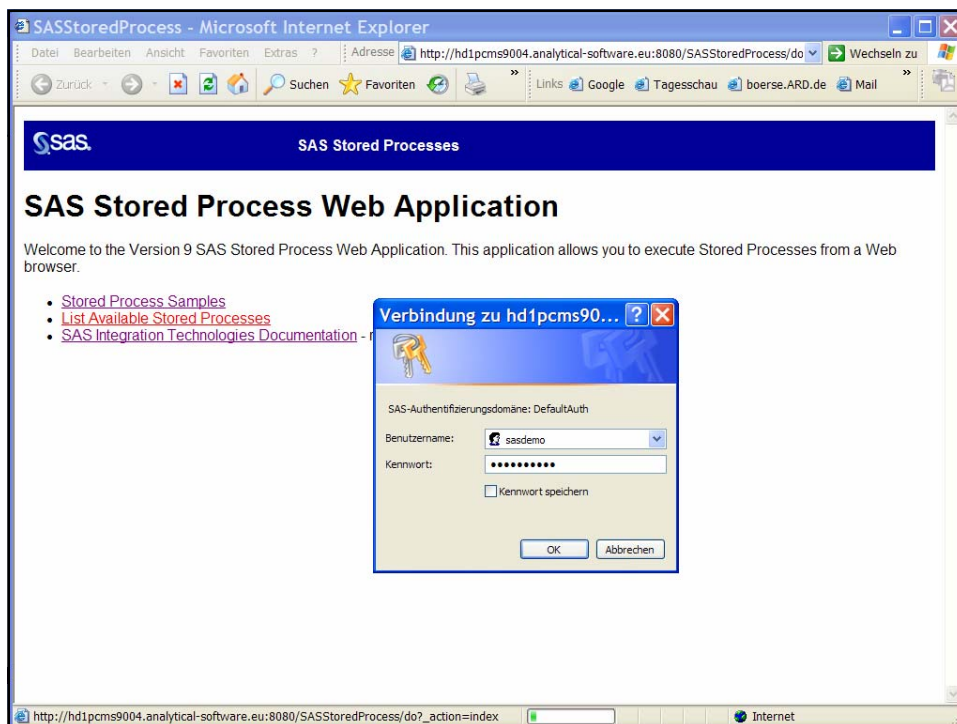 SASStoredProcess - Microsoft Internet Explorer
Datei Bearbeiten Ansicht Favoriten Extras ? Adresse http://hd1pcms9004.analytical-software.eu:8080/SASStoredProcess/do Wechseln zu
Zurück Suchen Favoriten » Links Google Tagesschau boerse.ARD.de Mail »
sas. SAS Stored Processes
SAS Stored Process Web Application
Welcome to the Version 9 SAS Stored Process Web Application. This application allows you to execute Stored Processes from a Web
browser.
• Stored Process Samples
• List Available Stored Processes
• SAS Integration Technologies Documentation -
Verbindung zu hd1pcms90... ?
SAS-Authentifizierungsdomäne: DefaultAuth
Benutzername: sasdemo
Kennwort: ••••••••••
Kennwort speichern
OK Abbrechen
http://hd1pcms9004.analytical-software.eu:8080/SASStoredProcess/do?_action=index Internet